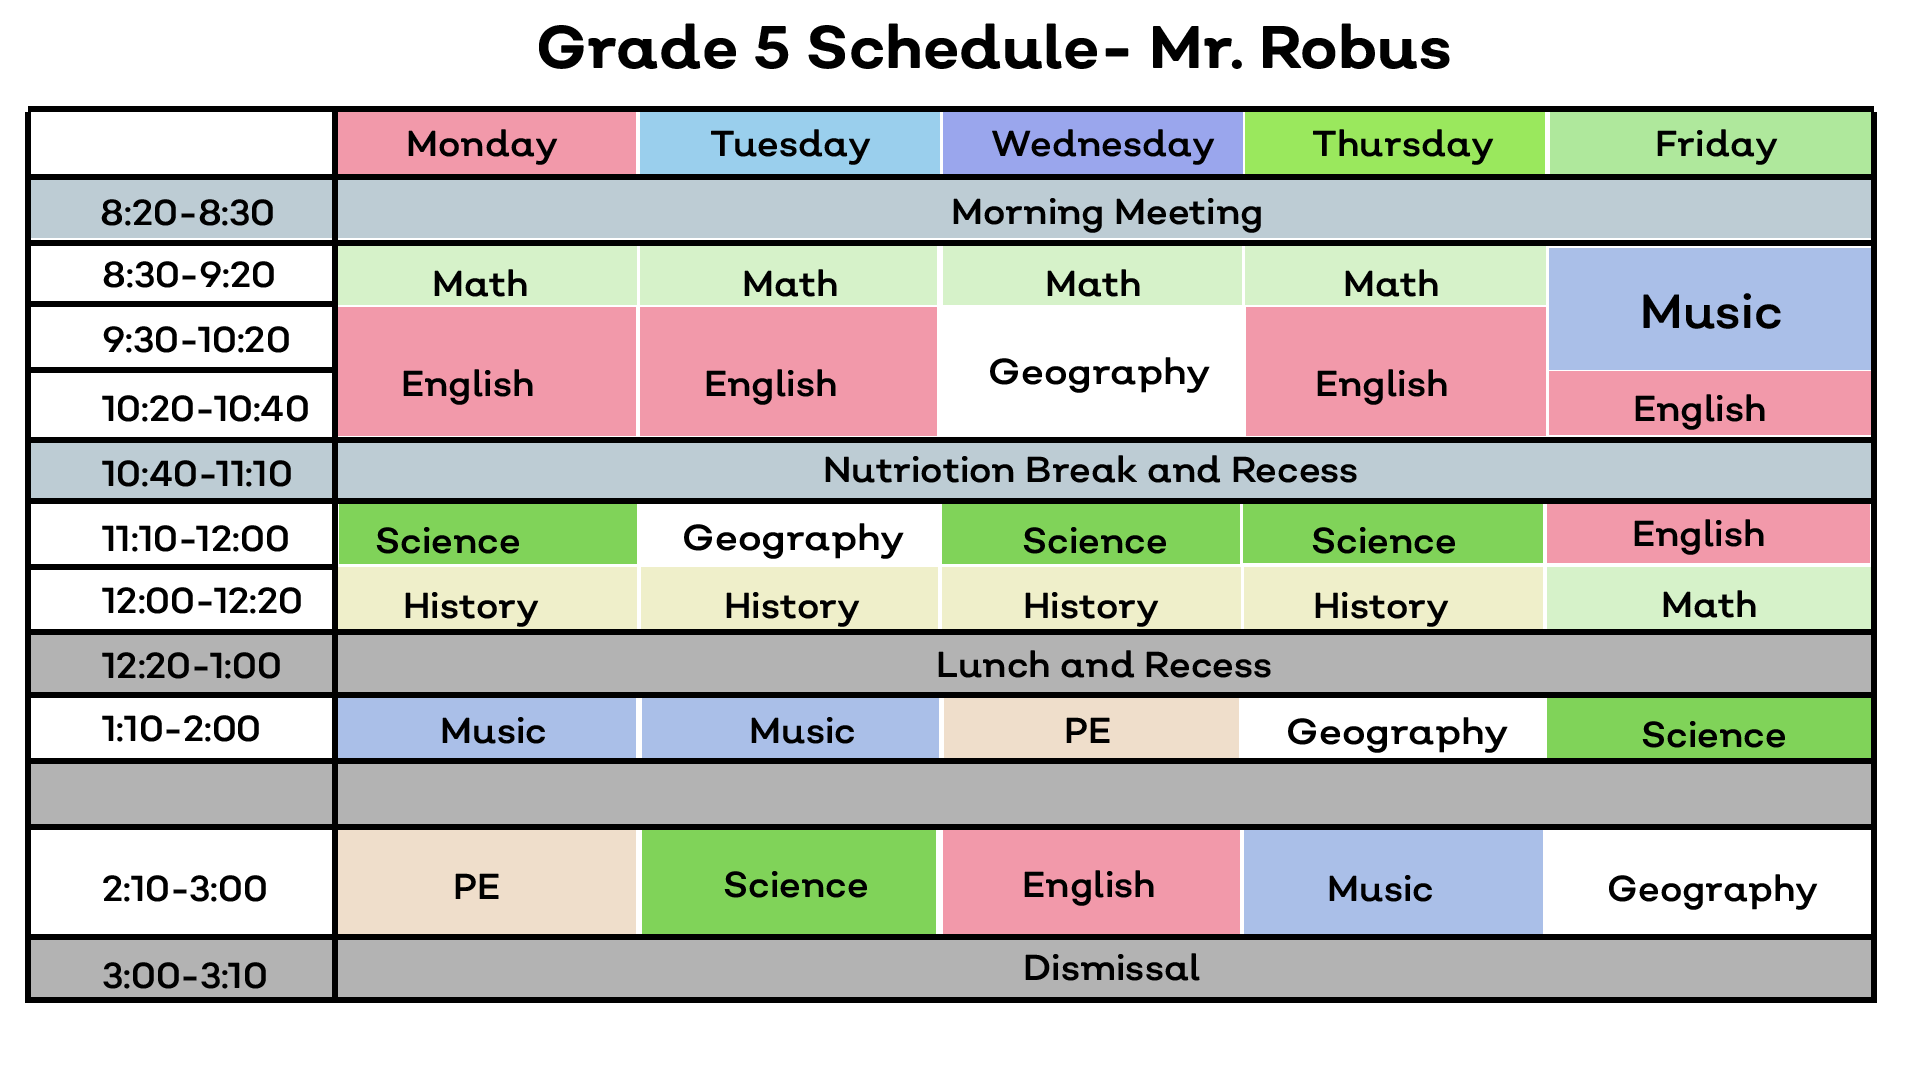 Grade 5 Schedule- Mr. Robus
Monday Tuesday Wednesday Thursday Friday
8:20-8:30 Morning Meeting
8:30-9:20 Math Math Math Math Music
9:30-10:20 English English Geography English
10:20-10:40 English
10:40-11:10 Nutriotion Break and Recess
11:10-12:00 Science Geography Science Science English
12:00-12:20 History History History History Math
12:20-1:00 Lunch and Recess
1:10-2:00 Music Music PE Geography Science
2:10-3:00 PE Science English Music Geography
3:00-3:10 Dismissal